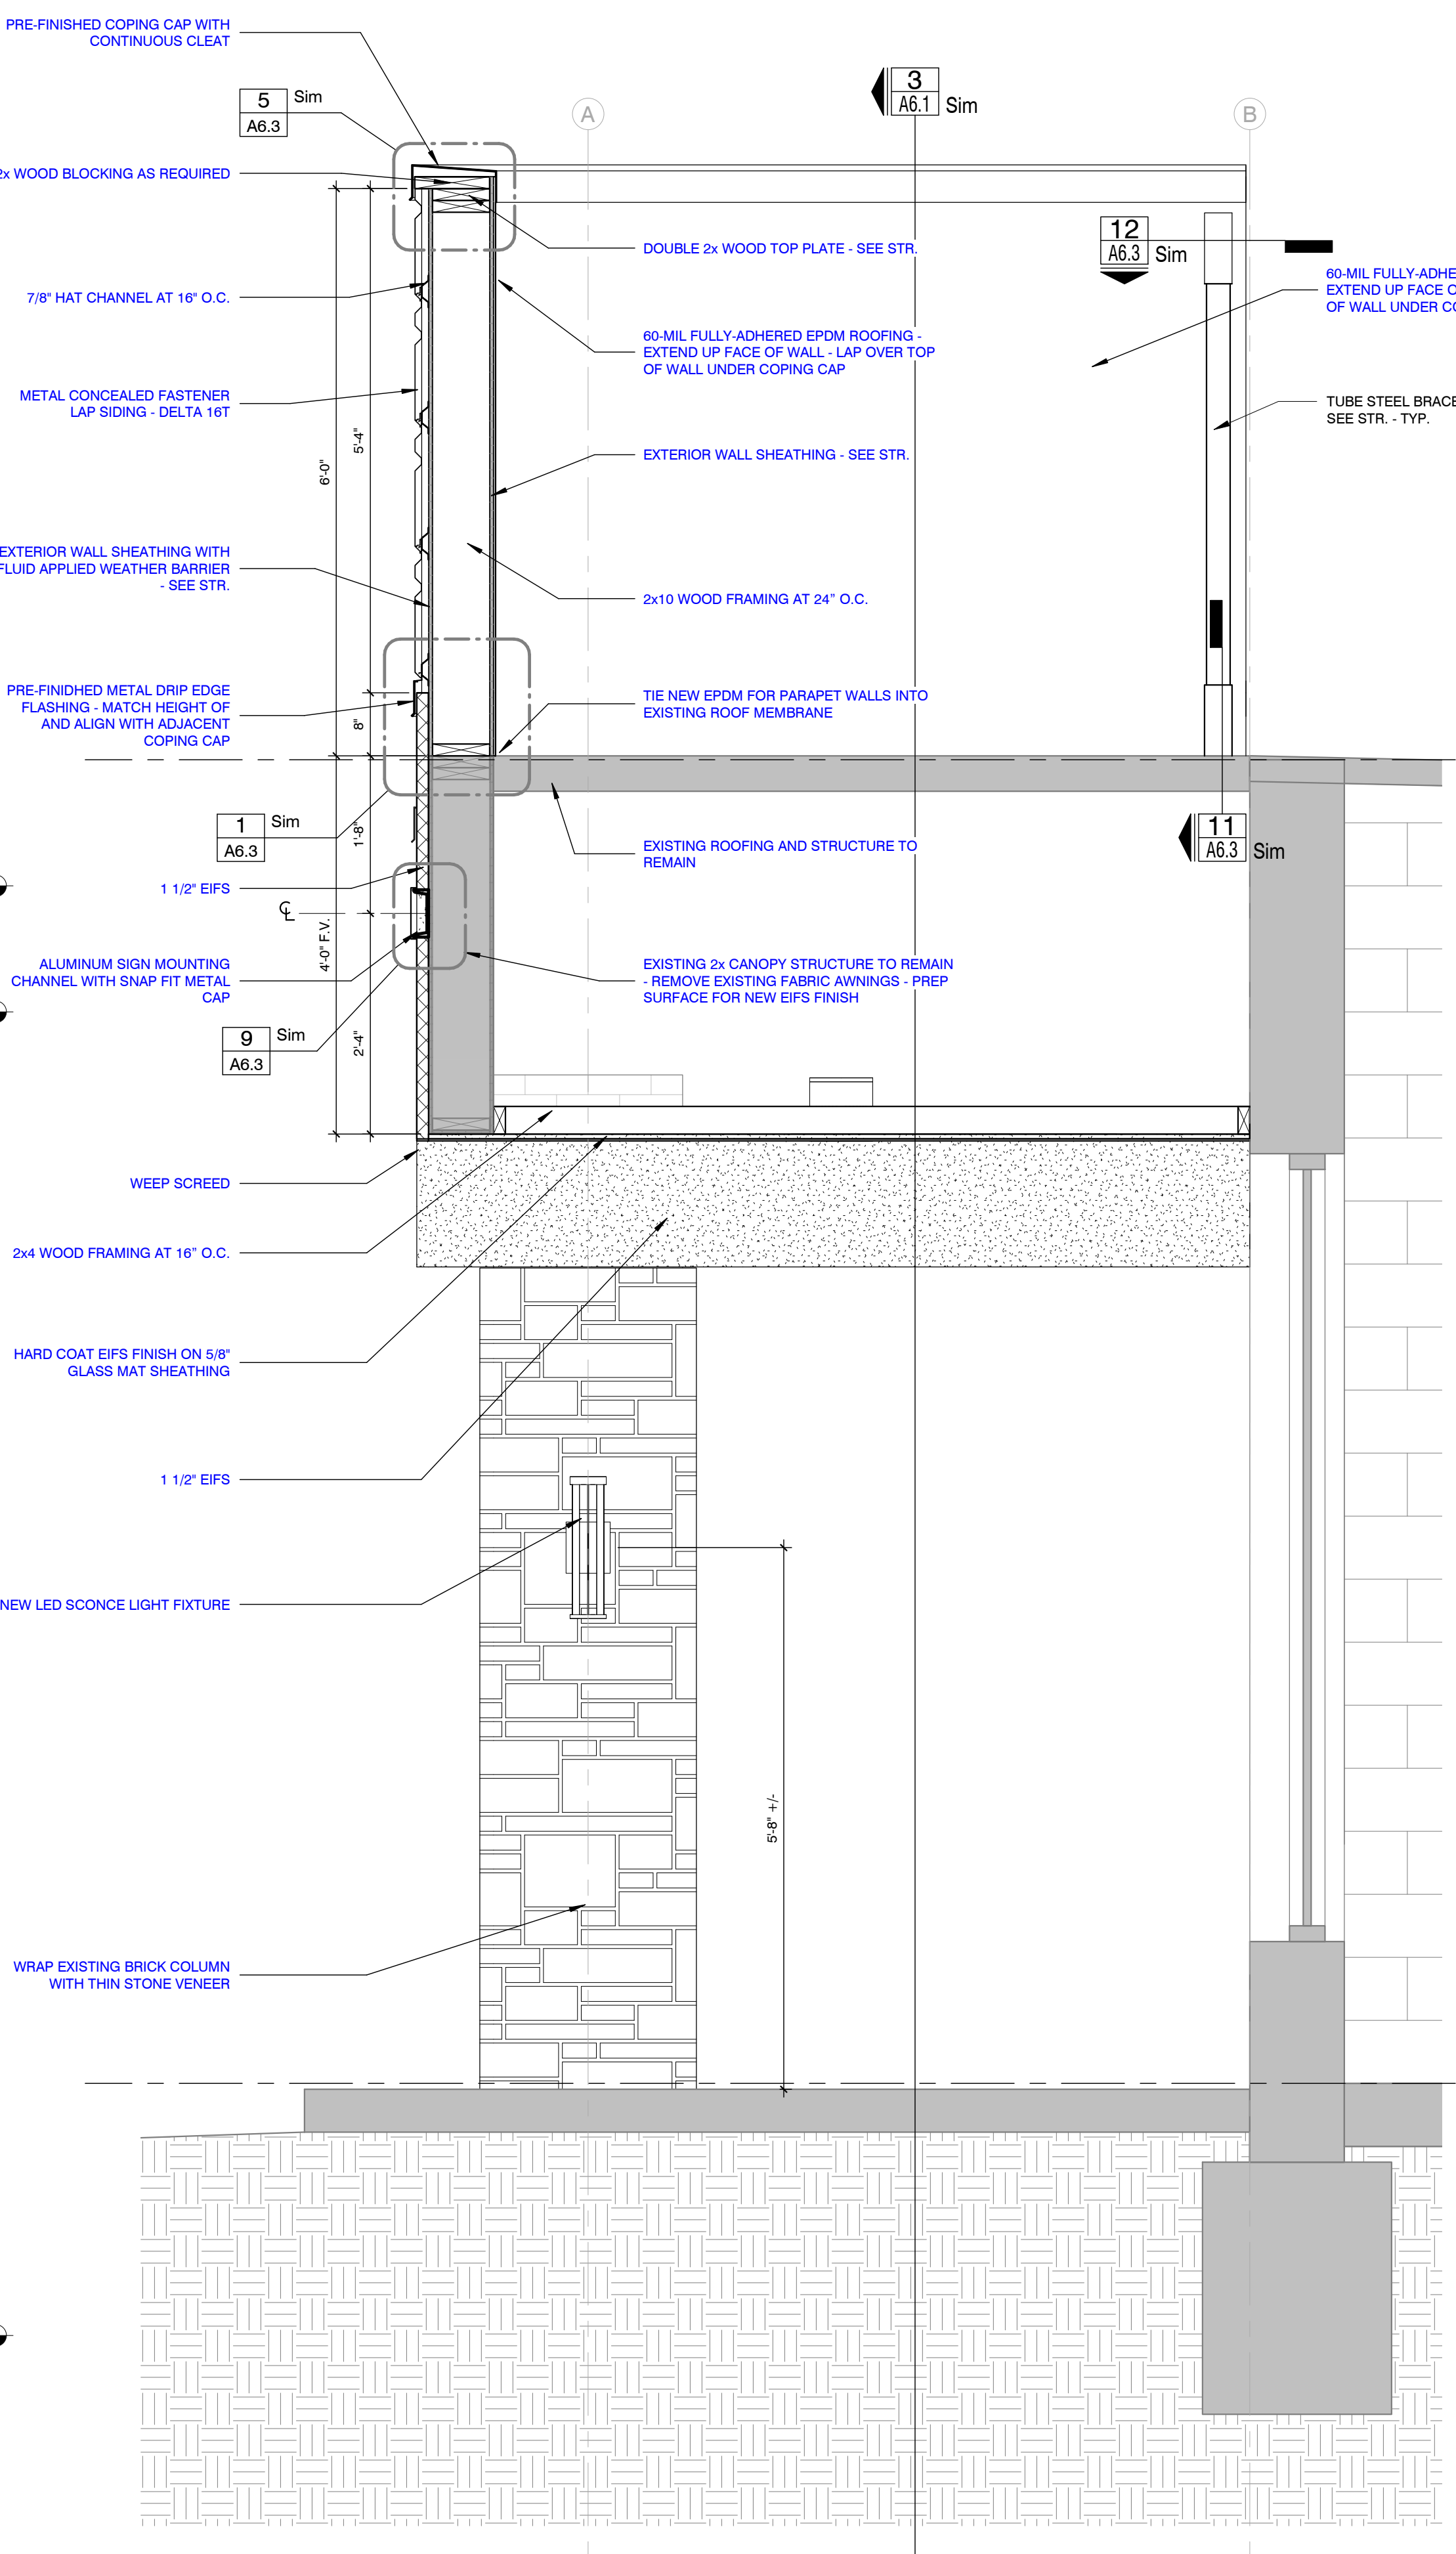 PRE-FINISHED COPING CAP WITH
CONTINUOUS CLEAT
5
A6.3
Sim
3
A6.1
Sim
A
B
2x WOOD BLOCKING AS REQUIRED
DOUBLE 2x WOOD TOP PLATE - SEE STR.
12
A6.3
Sim
7/8" HAT CHANNEL AT 16" O.C.
60-MIL FULLY-ADHERED EPDM ROOFING -
EXTEND UP FACE OF WALL - LAP OVER TOP
OF WALL UNDER COPING CAP
60-MIL FULLY-ADHE
EXTEND UP FACE O
OF WALL UNDER CO
METAL CONCEALED FASTENER
LAP SIDING - DELTA 16T
TUBE STEEL BRACE
SEE STR. - TYP.
6'-0"
5'-4"
EXTERIOR WALL SHEATHING - SEE STR.
EXTERIOR WALL SHEATHING WITH
FLUID APPLIED WEATHER BARRIER
- SEE STR.
2x10 WOOD FRAMING AT 24” O.C.
PRE-FINIDHED METAL DRIP EDGE
FLASHING - MATCH HEIGHT OF
AND ALIGN WITH ADJACENT
COPING CAP
8"
TIE NEW EPDM FOR PARAPET WALLS INTO
EXISTING ROOF MEMBRANE
1
A6.3
Sim
1'-8"
EXISTING ROOFING AND STRUCTURE TO
REMAIN
11
A6.3
Sim
1 1/2" EIFS
CL
4'-0" F.V.
ALUMINUM SIGN MOUNTING
CHANNEL WITH SNAP FIT METAL
CAP
EXISTING 2x CANOPY STRUCTURE TO REMAIN
- REMOVE EXISTING FABRIC AWNINGS - PREP
SURFACE FOR NEW EIFS FINISH
9
A6.3
Sim
2'-4"
WEEP SCREED
2x4 WOOD FRAMING AT 16” O.C.
HARD COAT EIFS FINISH ON 5/8"
GLASS MAT SHEATHING
1 1/2" EIFS
NEW LED SCONCE LIGHT FIXTURE
5'-8" +/-
WRAP EXISTING BRICK COLUMN
WITH THIN STONE VENEER